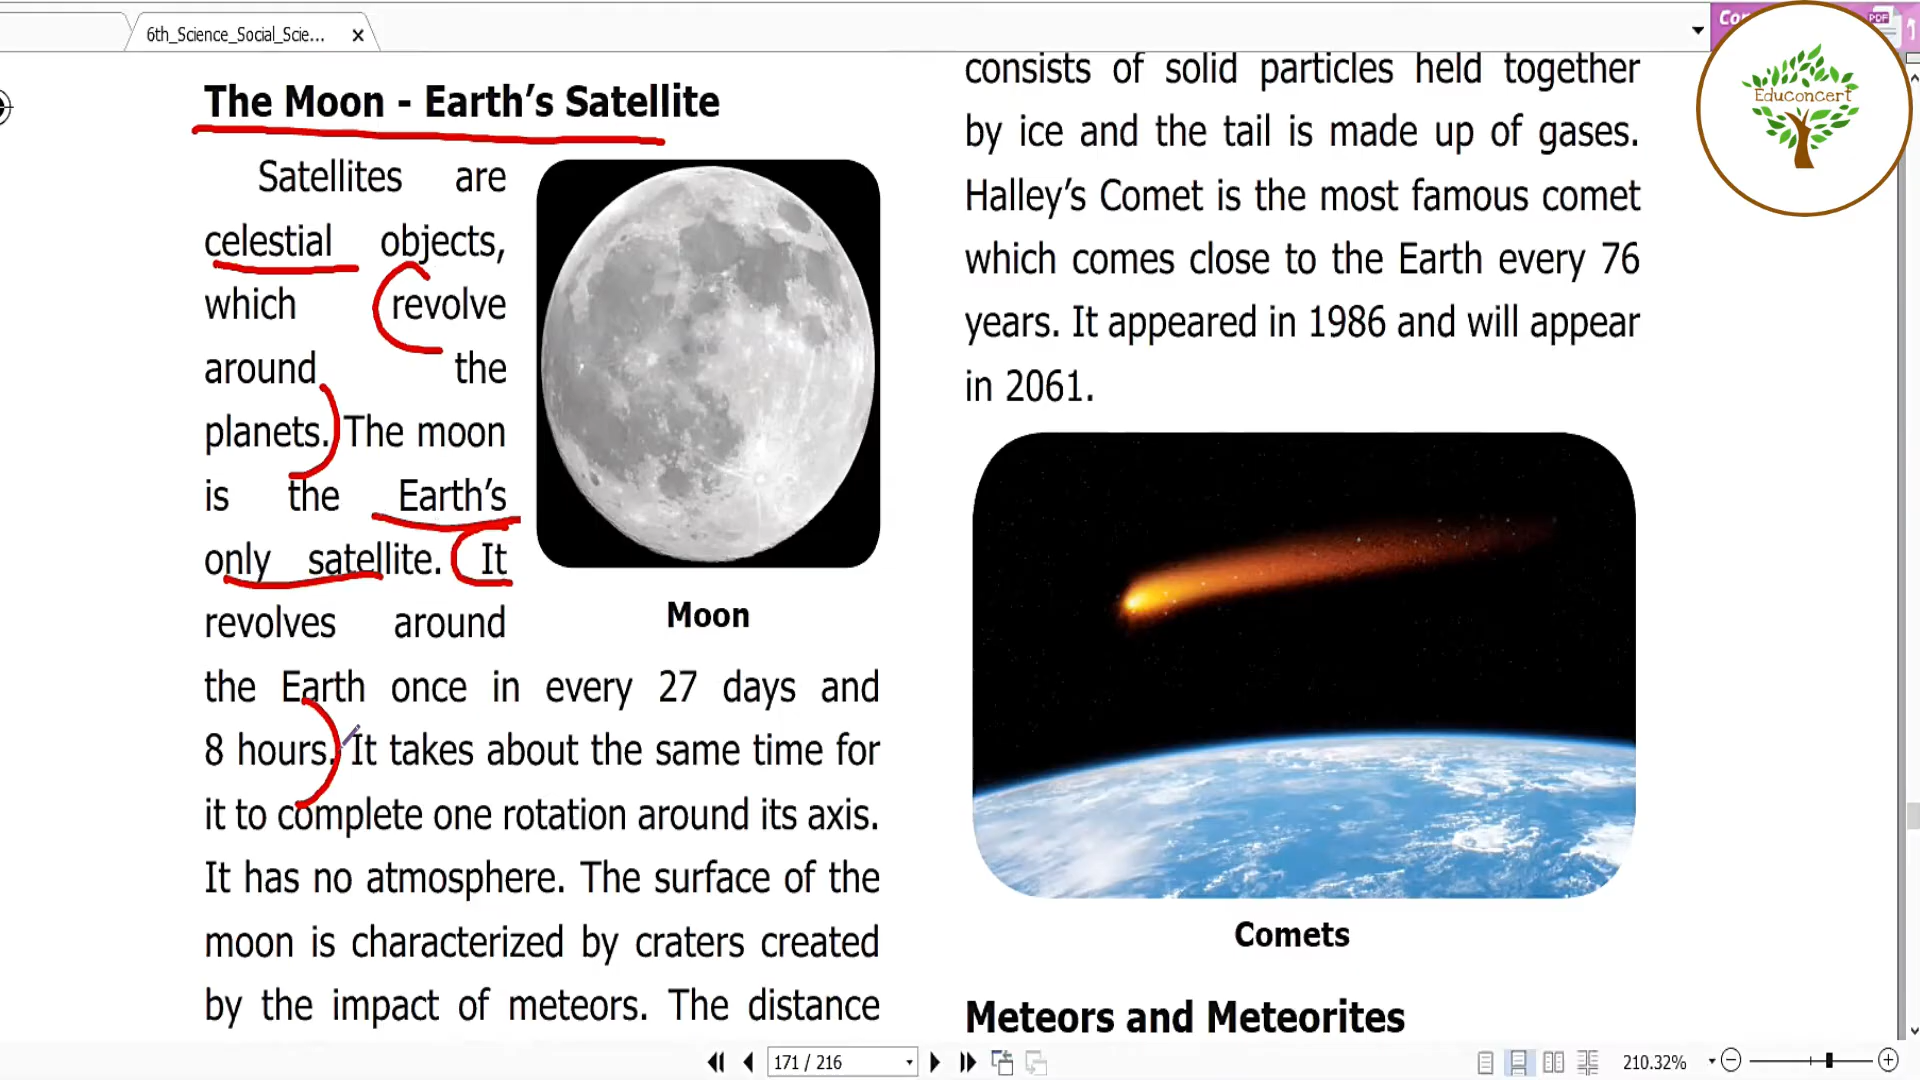 6th_Science_Social_Scie...
Educoncert
The Moon - Earth's Satellite
Satellites are
celestial objects,
which revolve
around the
planets. The moon
is the Earth's
only satellite. It
revolves around
the Earth once in every 27 days and
8 hours. It takes about the same time for
it to complete one rotation around its axis.
It has no atmosphere. The surface of the
moon is characterized by craters created
by the impact of meteors. The distance
Moon
consists of solid particles held together
by ice and the tail is made up of gases.
Halley's Comet is the most famous comet
which comes close to the Earth every 76
years. It appeared in 1986 and will appear
in 2061.
Comets
Meteors and Meteorites
171 / 216
210.32%